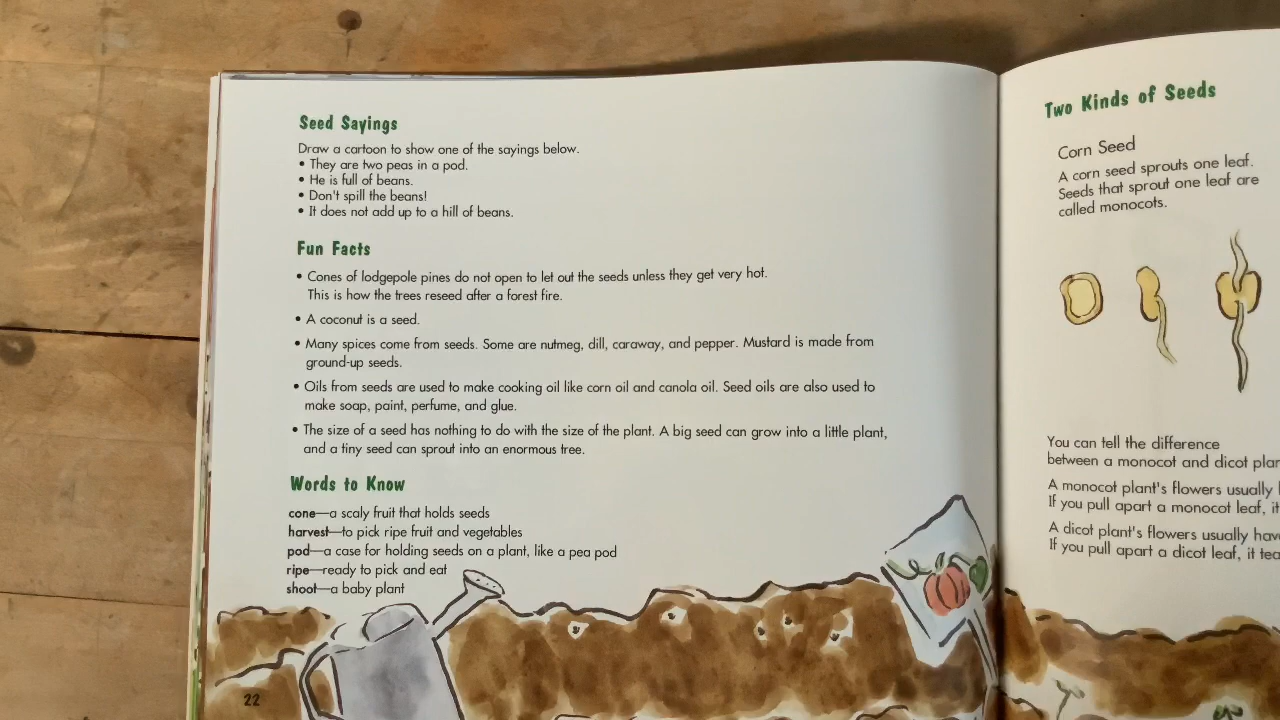 Seed Sayings
Draw a cartoon to show one of the sayings below.
• They are two peas in a pod.
• He is full of beans.
• Don't spill the beans!
• It does not add up to a hill of beans.
Fun Facts
• Cones of lodgepole pines do not open to let out the seeds unless they get very hot.
This is how the trees reseed after a forest fire.
• A coconut is a seed.
• Many spices come from seeds. Some are nutmeg, dill, caraway, and pepper. Mustard is made from
ground-up seeds.
• Oils from seeds are used to make cooking oil like corn oil and canola oil. Seed oils are also used to
make soap, paint, perfume, and glue.
• The size of a seed has nothing to do with the size of the plant. A big seed can grow into a little plant,
and a tiny seed can sprout into an enormous tree.
Words to Know
cone—a scaly fruit that holds seeds
harvest—to pick ripe fruit and vegetables
pod—a case for holding seeds on a plant, like a pea pod
ripe—ready to pick and eat
shoot—a baby plant
22
Two Kinds of Seeds
Corn Seed
A corn seed sprouts one leaf.
Seeds that sprout one leaf are
called monocots.
You can tell the difference
between a monocot and dicot
A monocot plant's flowers usually
If you pull apart a monocot leaf,
A dicot plant's flowers usually
If you pull apart a dicot leaf, it